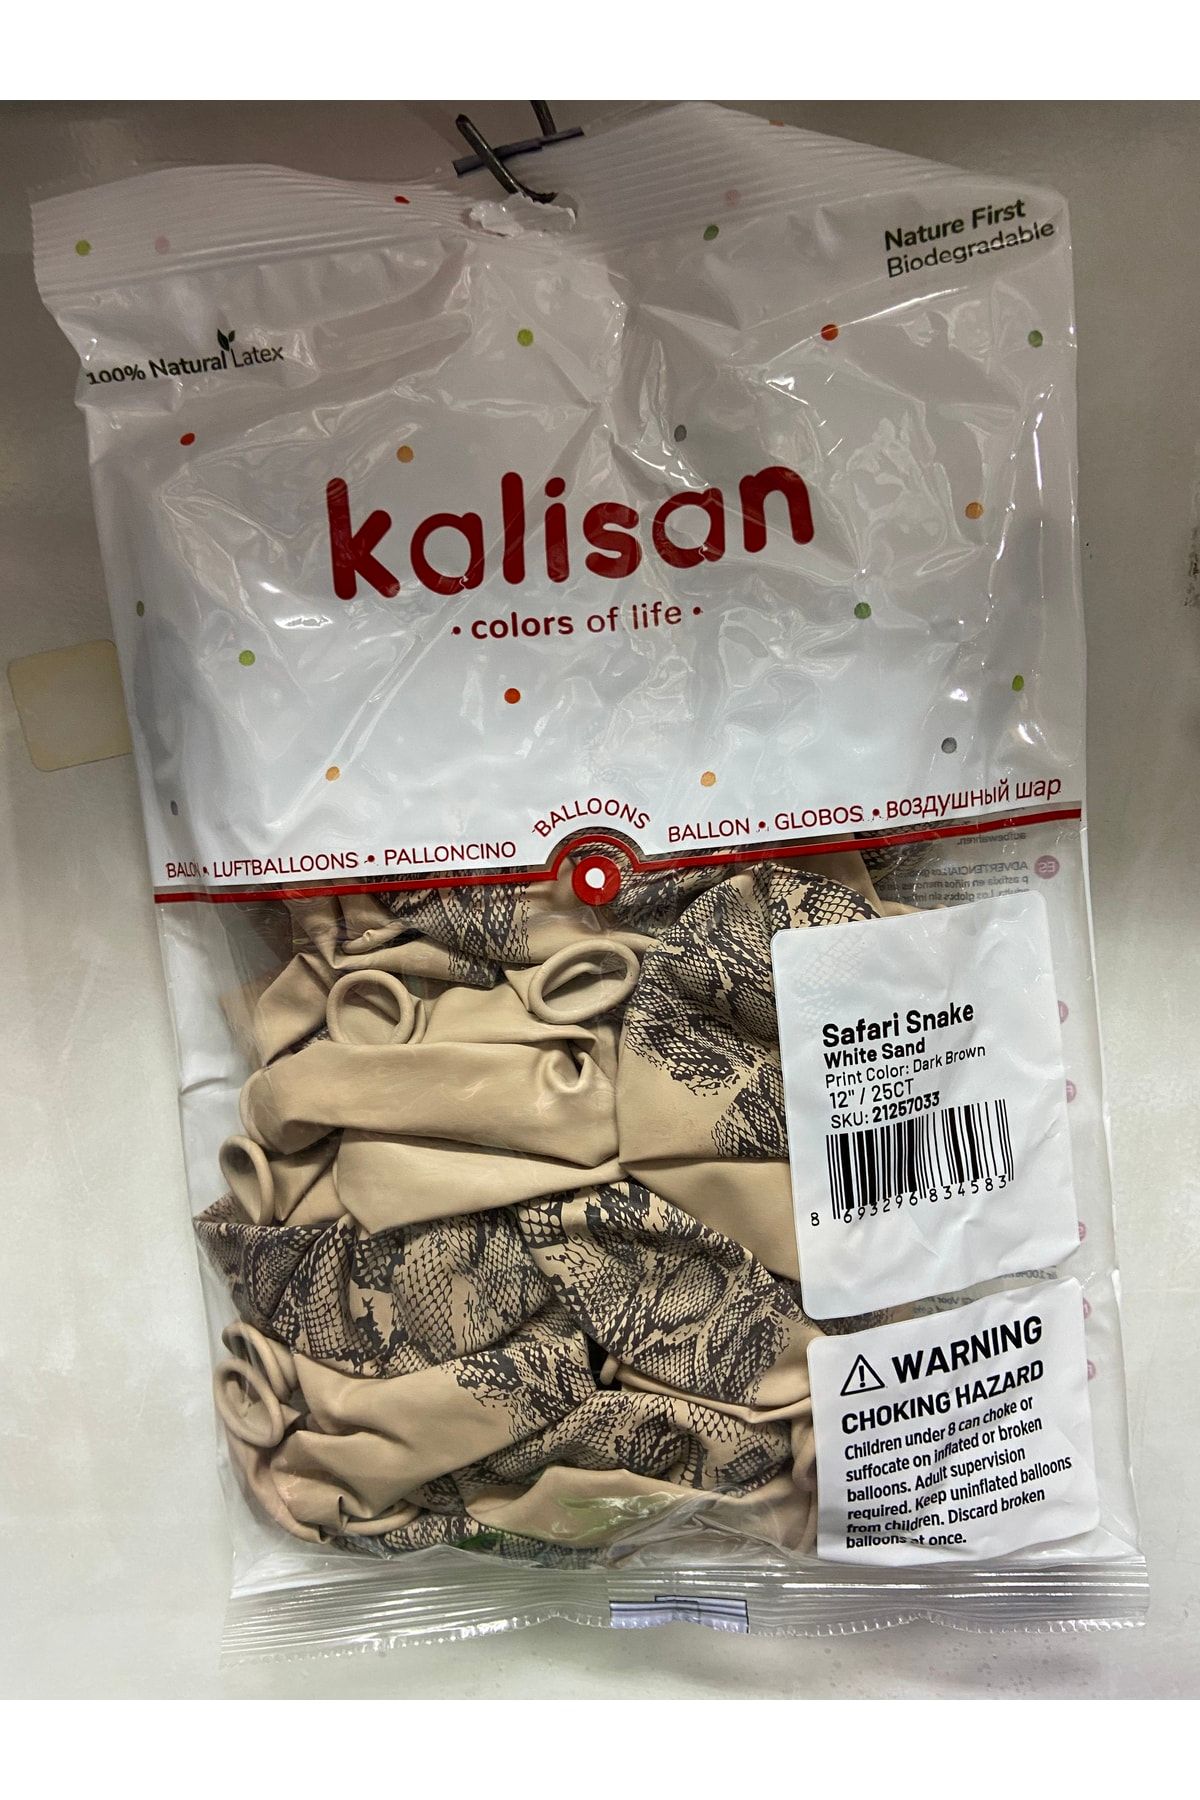 Nature First
Biodegradable
100% Natural Latex
kalisan
• colors of life •
BALLOONS
BALON • LUFTBALLOONS • PALLONCINO
BALLON • GLOBOS • ВОЗДУШНЫЙ шар
Safari Snake
White Sand
Print Color: Dark Brown
12" / 25CT
SKU: 21257033
8 693296 834583
WARNING
CHOKING HAZARD
Children under 8 can choke or
suffocate on inflated or broken
balloons. Adult supervision
required. Keep uninflated balloons
from children. Discard broken
balloons at once.